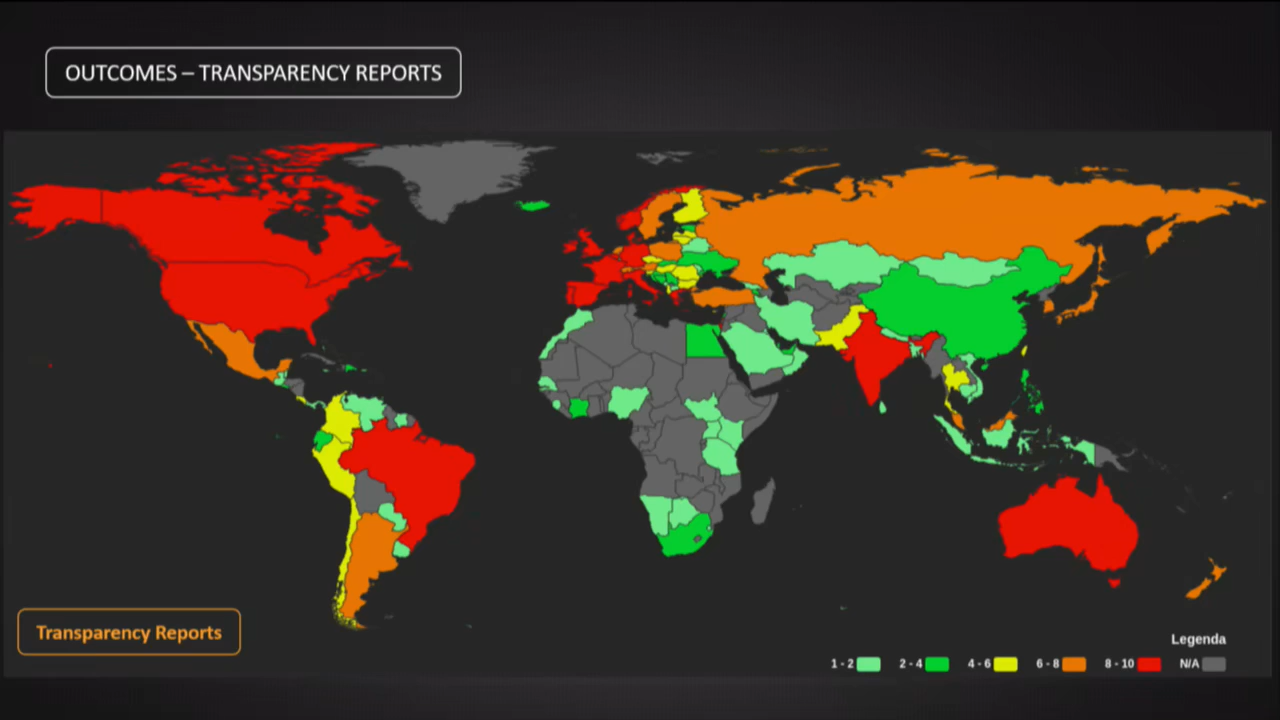 OUTCOMES – TRANSPARENCY REPORTS
Transparency Reports
Legenda
1 - 2 2 - 4 4 - 6 6 - 8 8 - 10 N/A